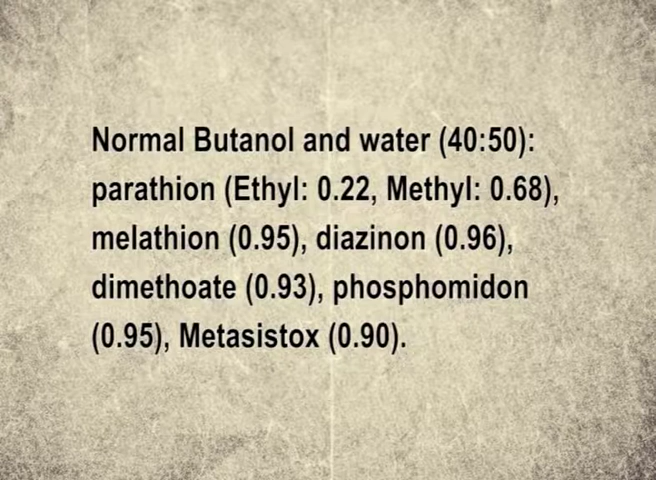 Normal Butanol and water (40:50):
parathion (Ethyl: 0.22, Methyl: 0.68),
melathion (0.95), diazinon (0.96),
dimethoate (0.93), phosphomidon
(0.95), Metasistox (0.90).